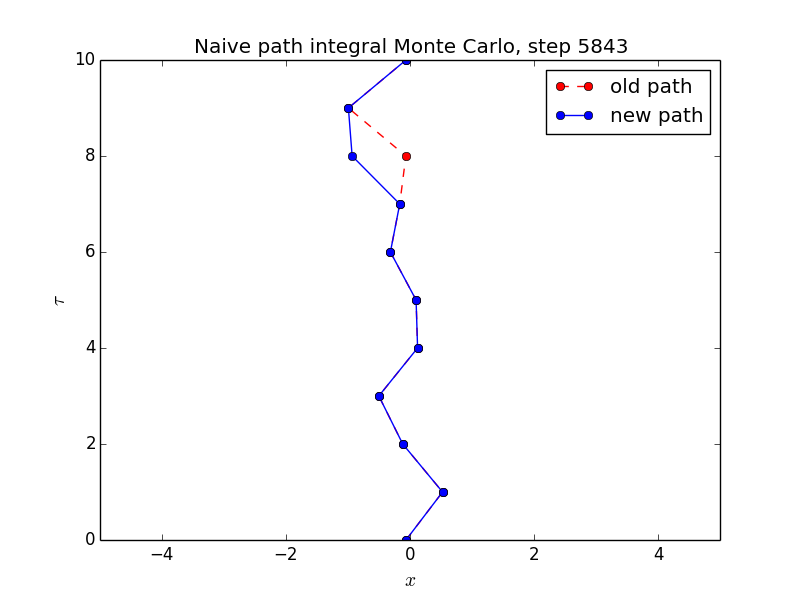 Naive path integral Monte Carlo, step 5843
old path
new path
10
8
6
4
2
0
τ
−4 −2 0 2 4
x